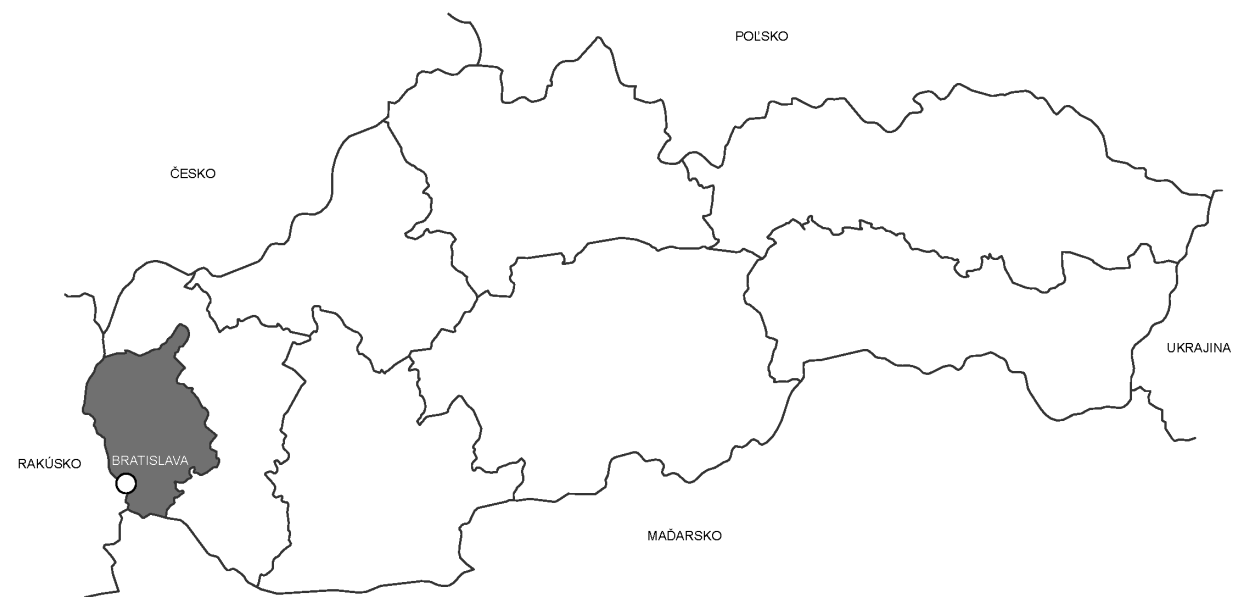 POĽSKO
ČESKO
UKRAJINA
BRATISLAVA
RAKÚSKO
MAĎARSKO